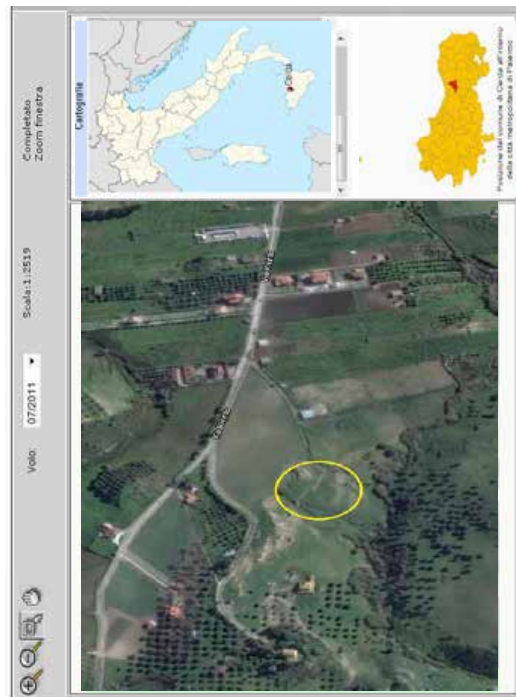 Volo: 07/2011
Scala:1:2519
Completato
Zoom finestra
Cartografia
Cerda
Posizione del comune di Cerda all'interno
della città metropolitana di Palermo